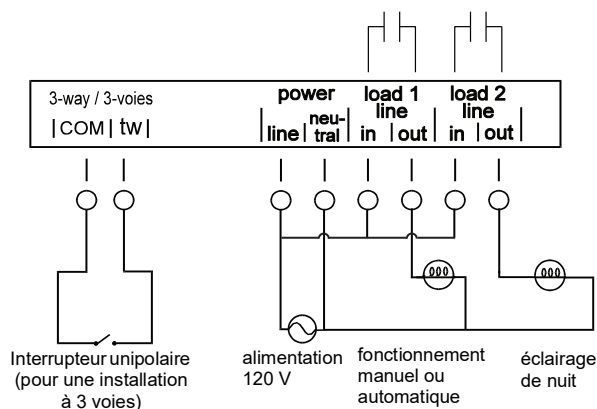 3-way / 3-voies
|COM| tw|
power
|line| neu-
tral|
load 1
line
in |out|
load 2
line
in |out|
Interrupteur unipolaire
(pour une installation
à 3 voies)
alimentation
120 V
fonctionnement
manuel ou
automatique
éclairage
de nuit